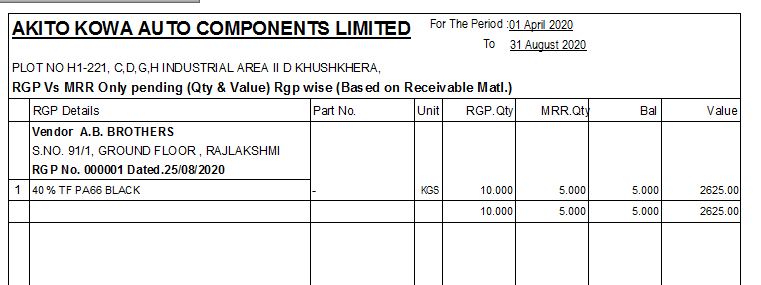 AKITO KOWA AUTO COMPONENTS LIMITED For The Period :01 April 2020
To 31 August 2020
PLOT NO H1-221, C,D,G,H INDUSTRIAL AREA II D KHUSHKHERA,
RGP Vs MRR Only pending (Qty & Value) Rgp wise (Based on Receivable Matl.)
RGP Details Part No. Unit RGP.Qty MRR.Qty Bal Value
Vendor A.B. BROTHERS
S.NO. 91/1, GROUND FLOOR , RAJLAKSHMI
RGP No. 000001 Dated.25/08/2020
1 40 % TF PA66 BLACK - KGS 10.000 5.000 5.000 2625.00
10.000 5.000 5.000 2625.00